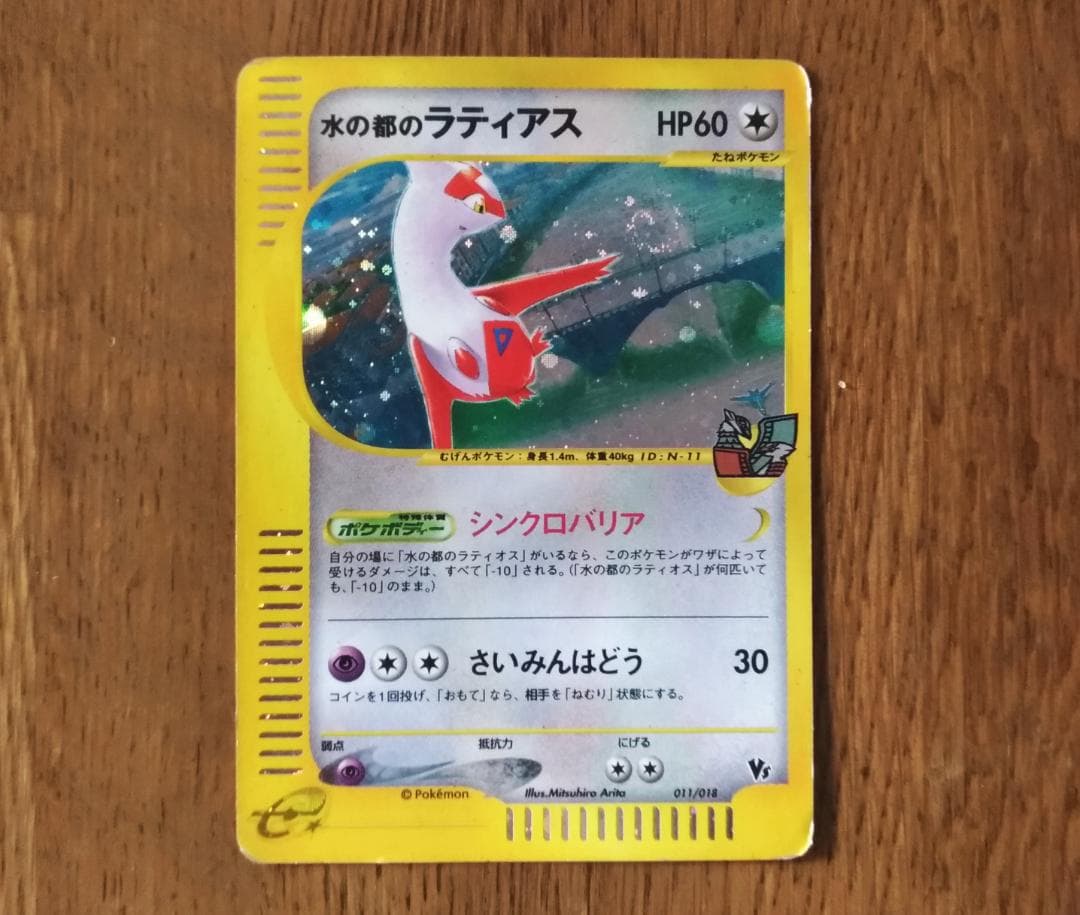 水の都のラティアス HP60
たねポケモン
むげんポケモン：身長1.4m、体重40kg ID：N-11
特殊体質
ポケボディー シンクロバリア
自分の場に「水の都のラティオス」がいるなら、このポケモンがワザによって
受けるダメージは、すべて「-10」される。（「水の都のラティオス」が何匹いて
も、「-10」のまま。）
さいみんはどう 30
コインを1回投げ、「おもて」なら、相手を「ねむり」状態にする。
弱点 抵抗力 にげる
Vs
©Pokémon Illus.Mitsuhiro Arita 011/018
e